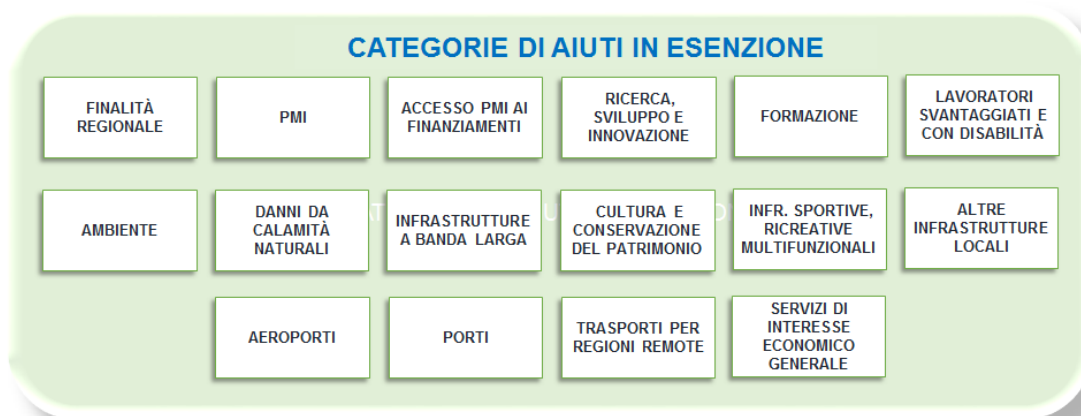 CATEGORIE DI AIUTI IN ESENZIONE
FINALITÀ
REGIONALE
PMI
ACCESSO PMI AI
FINANZIAMENTI
RICERCA,
SVILUPPO E
INNOVAZIONE
FORMAZIONE
LAVORATORI
SVANTAGGIATI E
CON DISABILITÀ
AMBIENTE
DANNI DA
CALAMITÀ
NATURALI
INFRASTRUTTURE
A BANDA LARGA
CULTURA E
CONSERVAZIONE
DEL PATRIMONIO
INFR. SPORTIVE,
RICREATIVE
MULTIFUNZIONALI
ALTRE
INFRASTRUTTURE
LOCALI
AEROPORTI
PORTI
TRASPORTI PER
REGIONI REMOTE
SERVIZI DI
INTERESSE
ECONOMICO
GENERALE